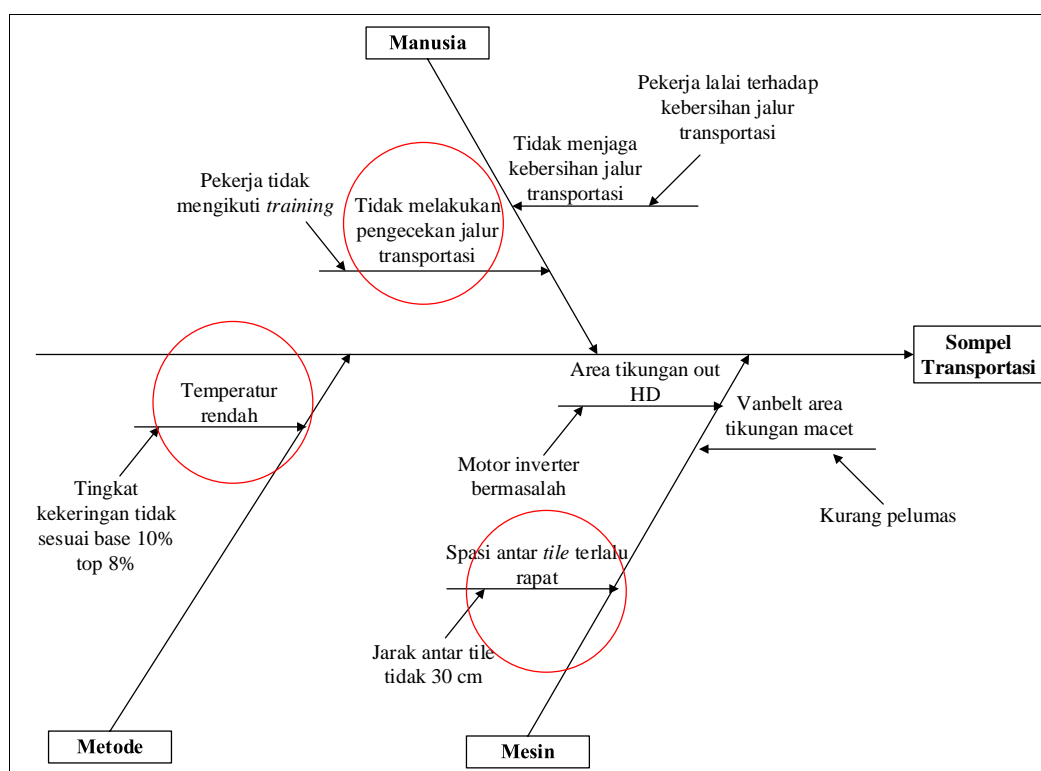 Manusia
Pekerja lalai terhadap
kebersihan jalur
transportasi
Tidak menjaga
kebersihan jalur
transportasi
Pekerja tidak
mengikuti training
Tidak melakukan
pengecekan jalur
transportasi
Sompel
Transportasi
Area tikungan out
HD
Temperatur
rendah
Vanbelt area
tikungan macet
Motor inverter
bermasalah
Tingkat
kekeringan tidak
sesuai base 10%
top 8%
Kurang pelumas
Spasi antar tile terlalu
rapat
Jarak antar tile
tidak 30 cm
Metode
Mesin